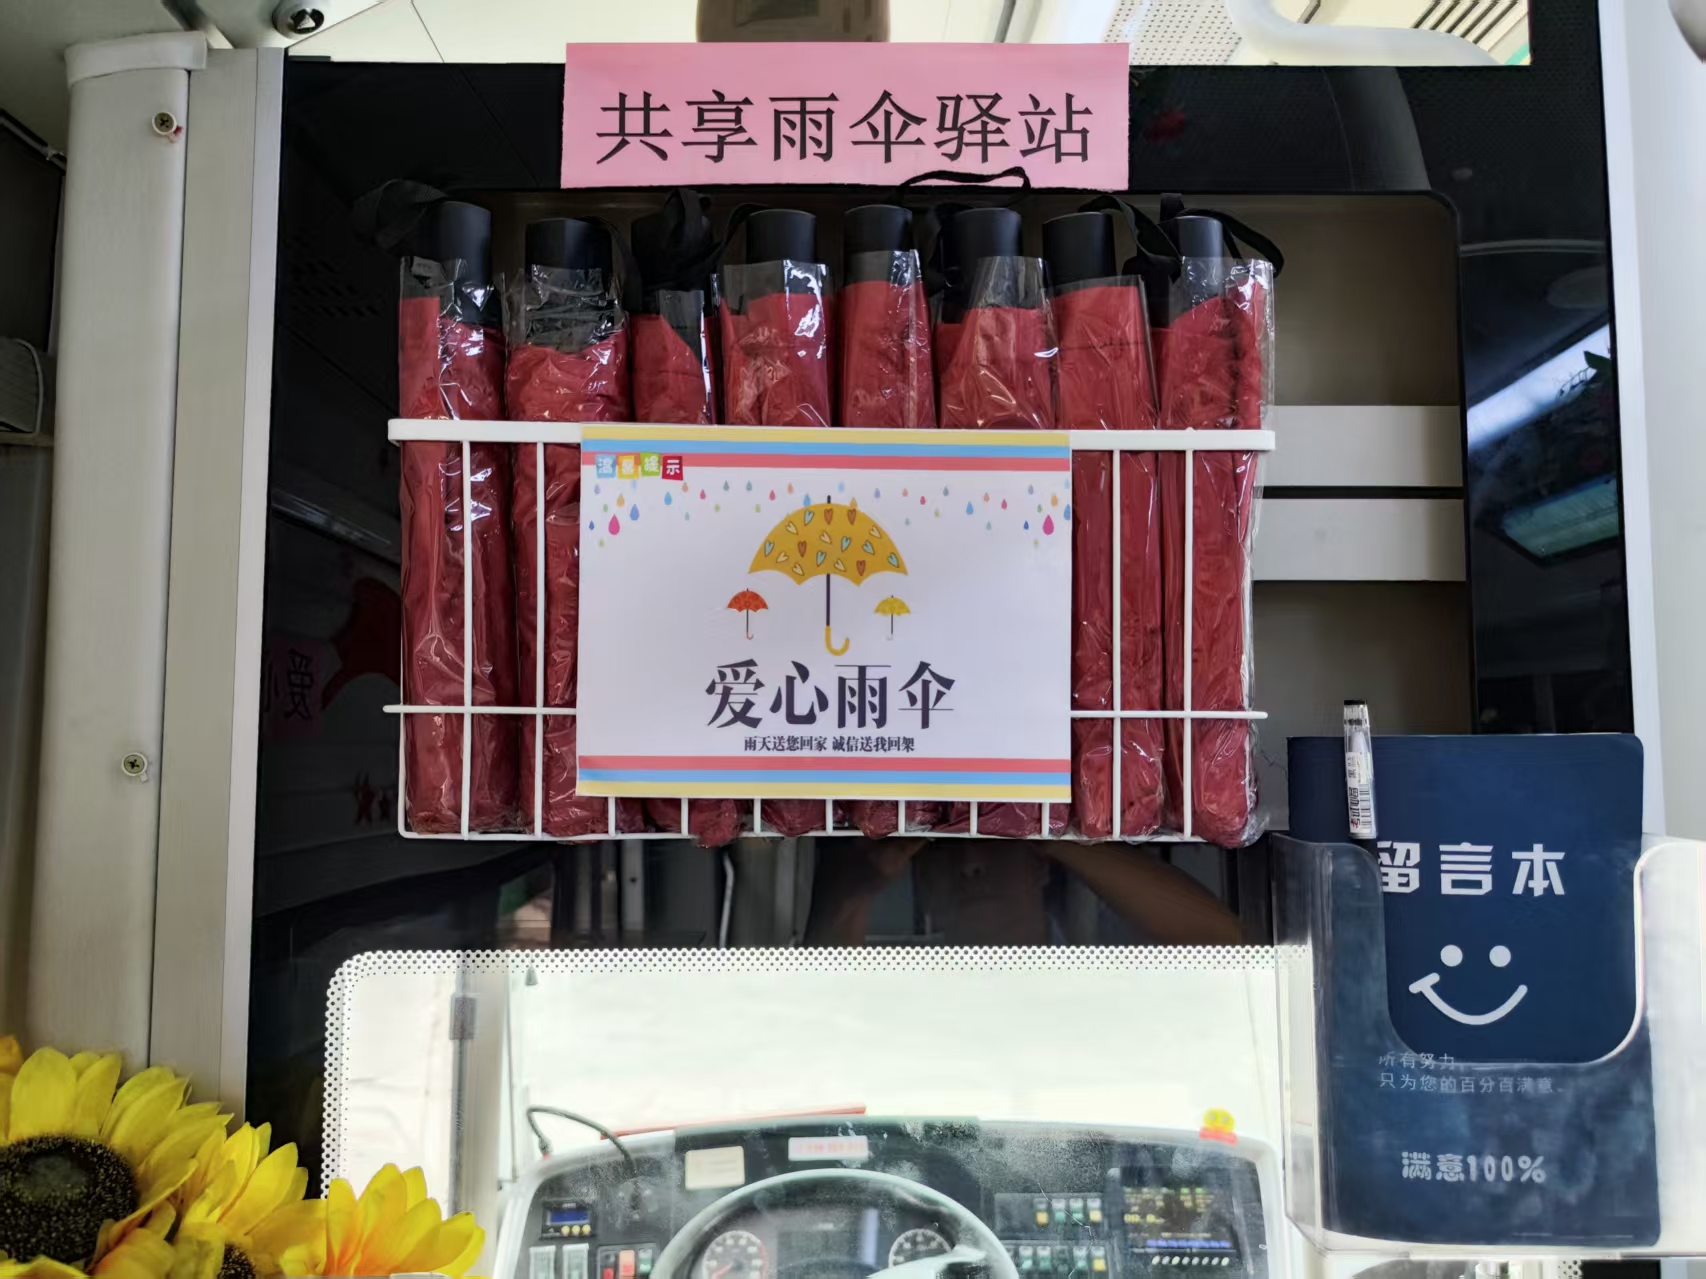 共享雨伞驿站
温馨提示
爱心雨伞
雨天送您回家 诚信送我回架
留言本
所有努力,
只为您的百分百满意。
满意100%